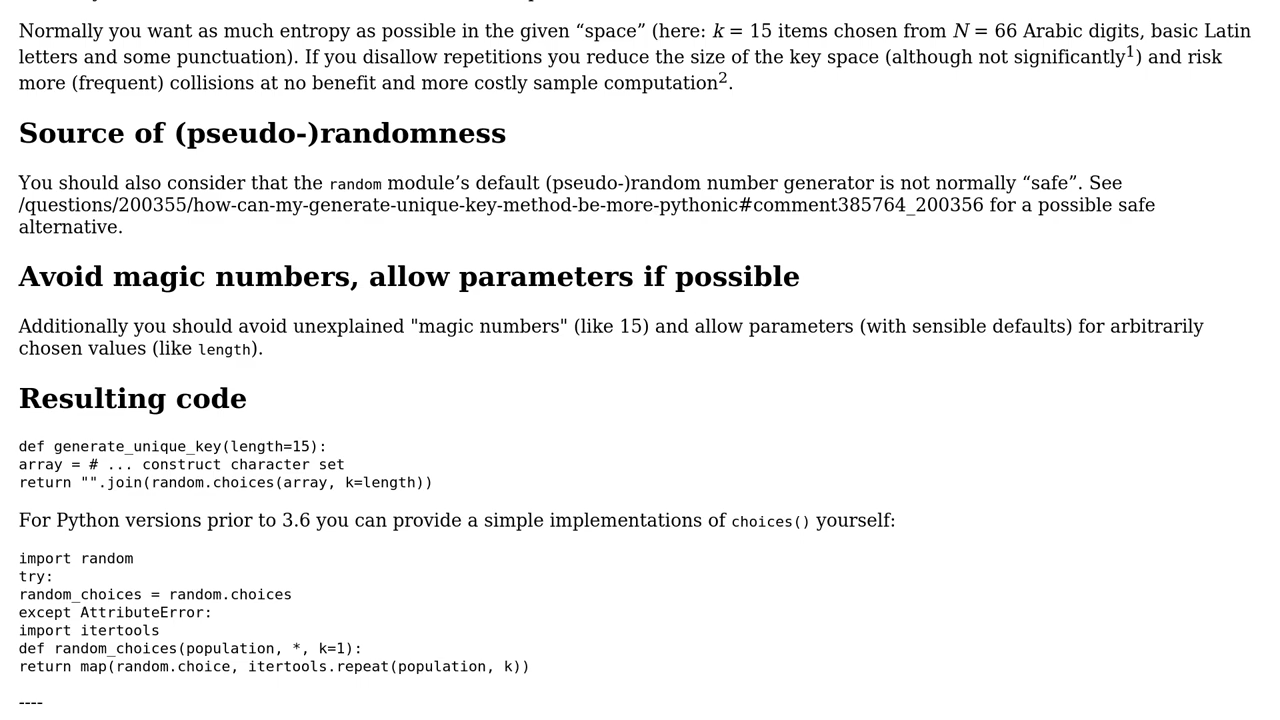 Normally you want as much entropy as possible in the given “space” (here: k = 15 items chosen from N = 66 Arabic digits, basic Latin
letters and some punctuation). If you disallow repetitions you reduce the size of the key space (although not significantly1) and risk
more (frequent) collisions at no benefit and more costly sample computation2.
Source of (pseudo-)randomness
You should also consider that the random module’s default (pseudo-)random number generator is not normally “safe”. See
/questions/200355/how-can-my-generate-unique-key-method-be-more-pythonic#comment385764_200356 for a possible safe
alternative.
Avoid magic numbers, allow parameters if possible
Additionally you should avoid unexplained "magic numbers" (like 15) and allow parameters (with sensible defaults) for arbitrarily
chosen values (like length).
Resulting code
def generate_unique_key(length=15):
array = # ... construct character set
return "".join(random.choices(array, k=length))
For Python versions prior to 3.6 you can provide a simple implementations of choices() yourself:
import random
try:
random_choices = random.choices
except AttributeError:
import itertools
def random_choices(population, *, k=1):
return map(random.choice, itertools.repeat(population, k))
----